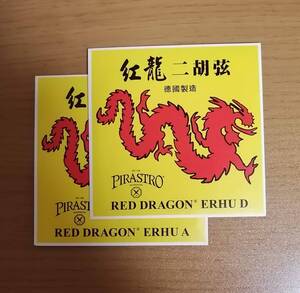 紅龍 二胡弦
德國製造
PIRASTRO
RED DRAGON® ERHU D
紅
PIRASTRO
RED DRAGON® ERHU A